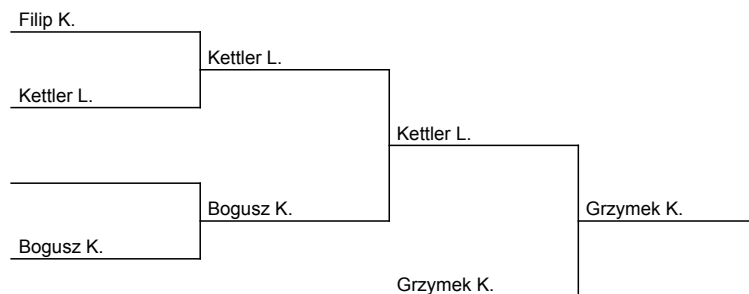 Filip K.
Kettler L.
Kettler L.
Kettler L.
Bogusz K.
Grzymek K.
Bogusz K.
Grzymek K.